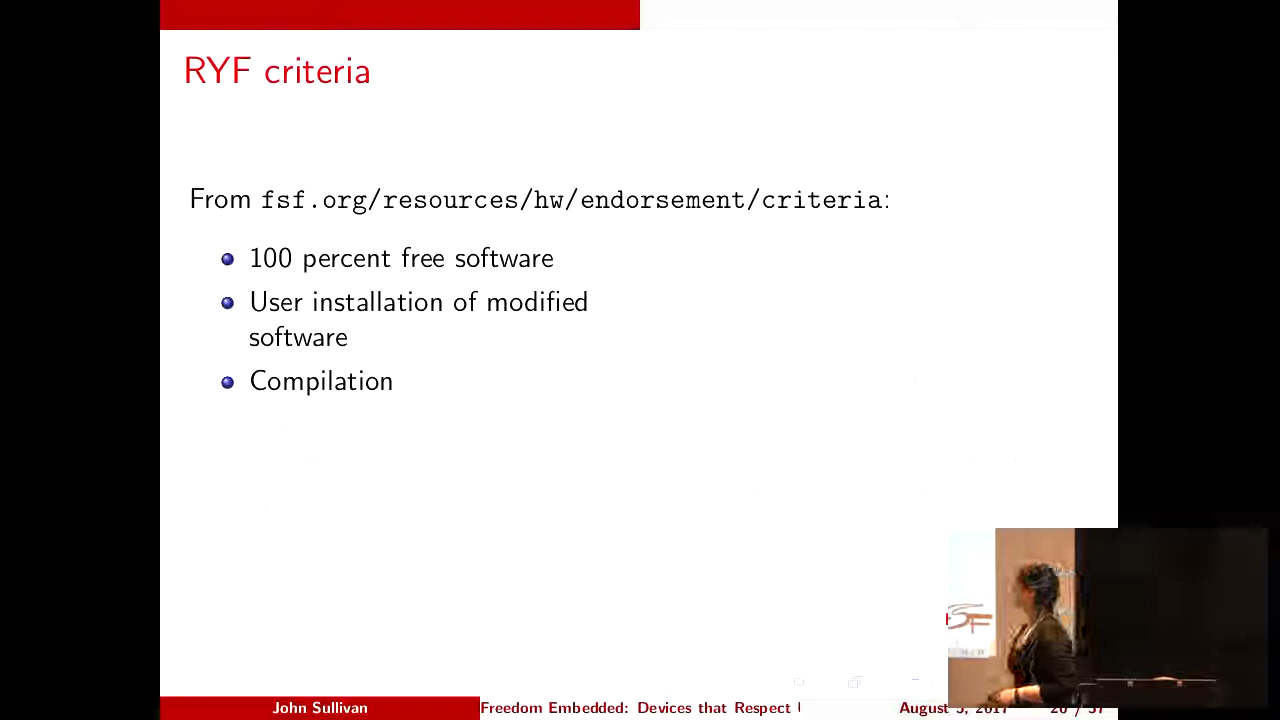 RYF criteria
From fsf.org/resources/hw/endorsement/criteria:
100 percent free software
User installation of modified
software
Compilation
John Sullivan
Freedom Embedded: Devices that Respect
August